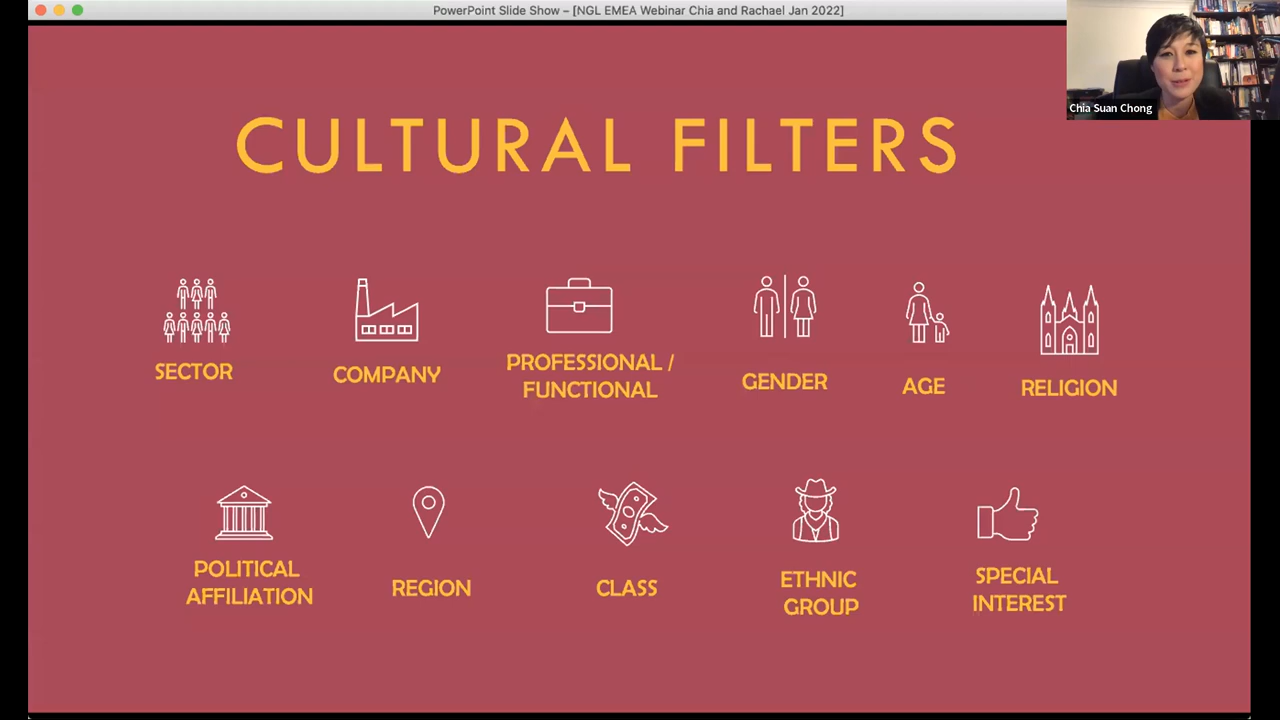 PowerPoint Slide Show – [NGL EMEA Webinar Chia and Rachael Jan 2022]
Chia Suan Chong
CULTURAL FILTERS
SECTOR
COMPANY
PROFESSIONAL /
FUNCTIONAL
GENDER
AGE
RELIGION
POLITICAL
AFFILIATION
REGION
CLASS
ETHNIC
GROUP
SPECIAL
INTEREST